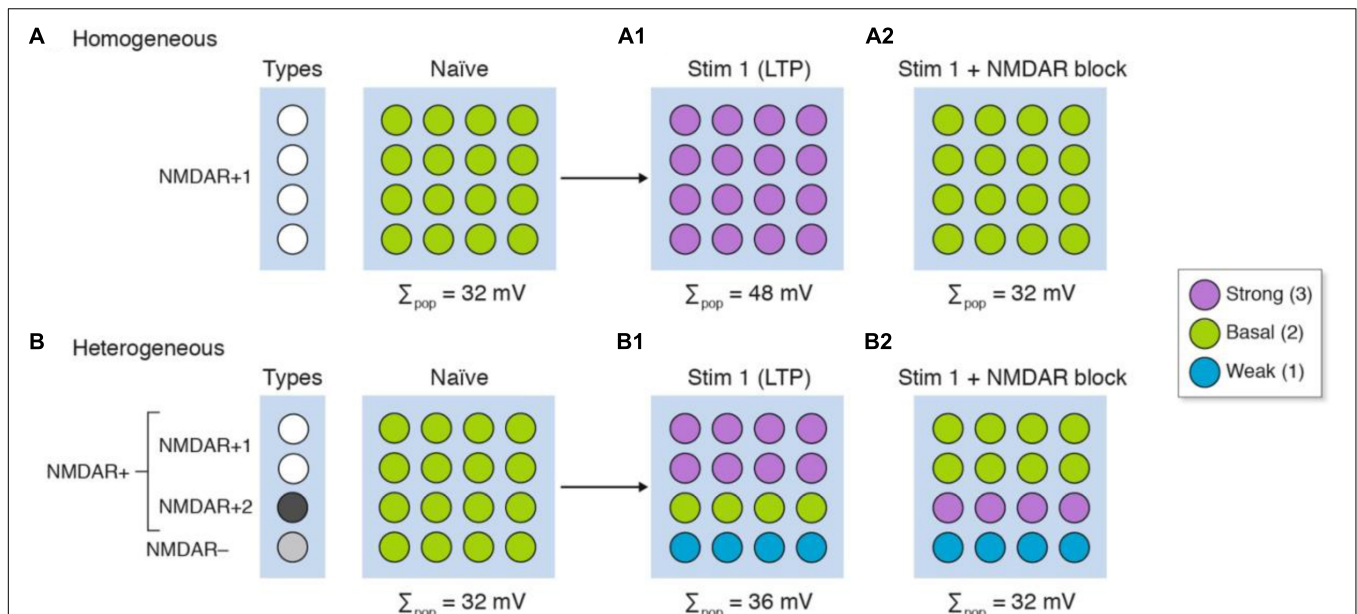 A Homogeneous A1 A2
Types Naïve Stim 1 (LTP) Stim 1 + NMDAR block
NMDAR+1
∑pop = 32 mV ∑pop = 48 mV ∑pop = 32 mV
Strong (3)
Basal (2)
Weak (1)
B Heterogeneous B1 B2
Types Naïve Stim 1 (LTP) Stim 1 + NMDAR block
NMDAR+1
NMDAR+
NMDAR+2
NMDAR–
∑pop = 32 mV ∑pop = 36 mV ∑pop = 32 mV